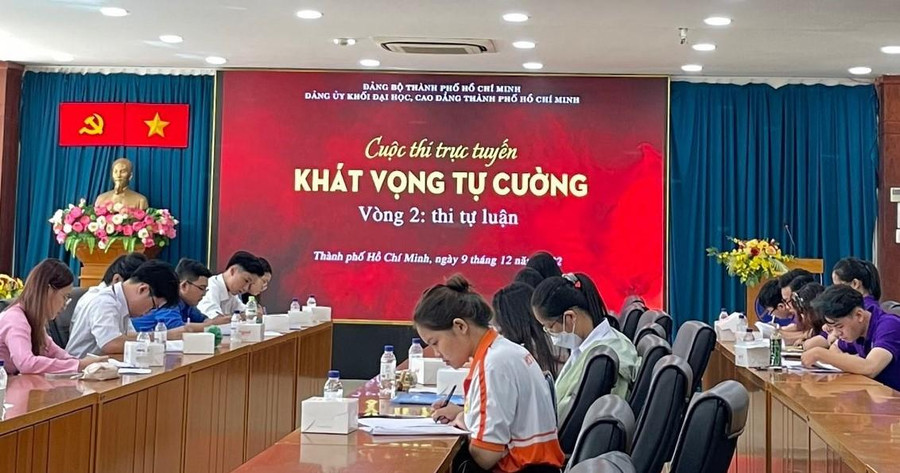 ĐẢNG BỘ THÀNH PHỐ HỒ CHÍ MINH
ĐẢNG ỦY KHỐI ĐẠI HỌC, CAO ĐẲNG THÀNH PHỐ HỒ CHÍ MINH
Cuộc thi trực tuyến
KHÁT VỌNG TỰ CƯỜNG
Vòng 2: thi tự luận
Thành phố Hồ Chí Minh, ngày 9 tháng 12